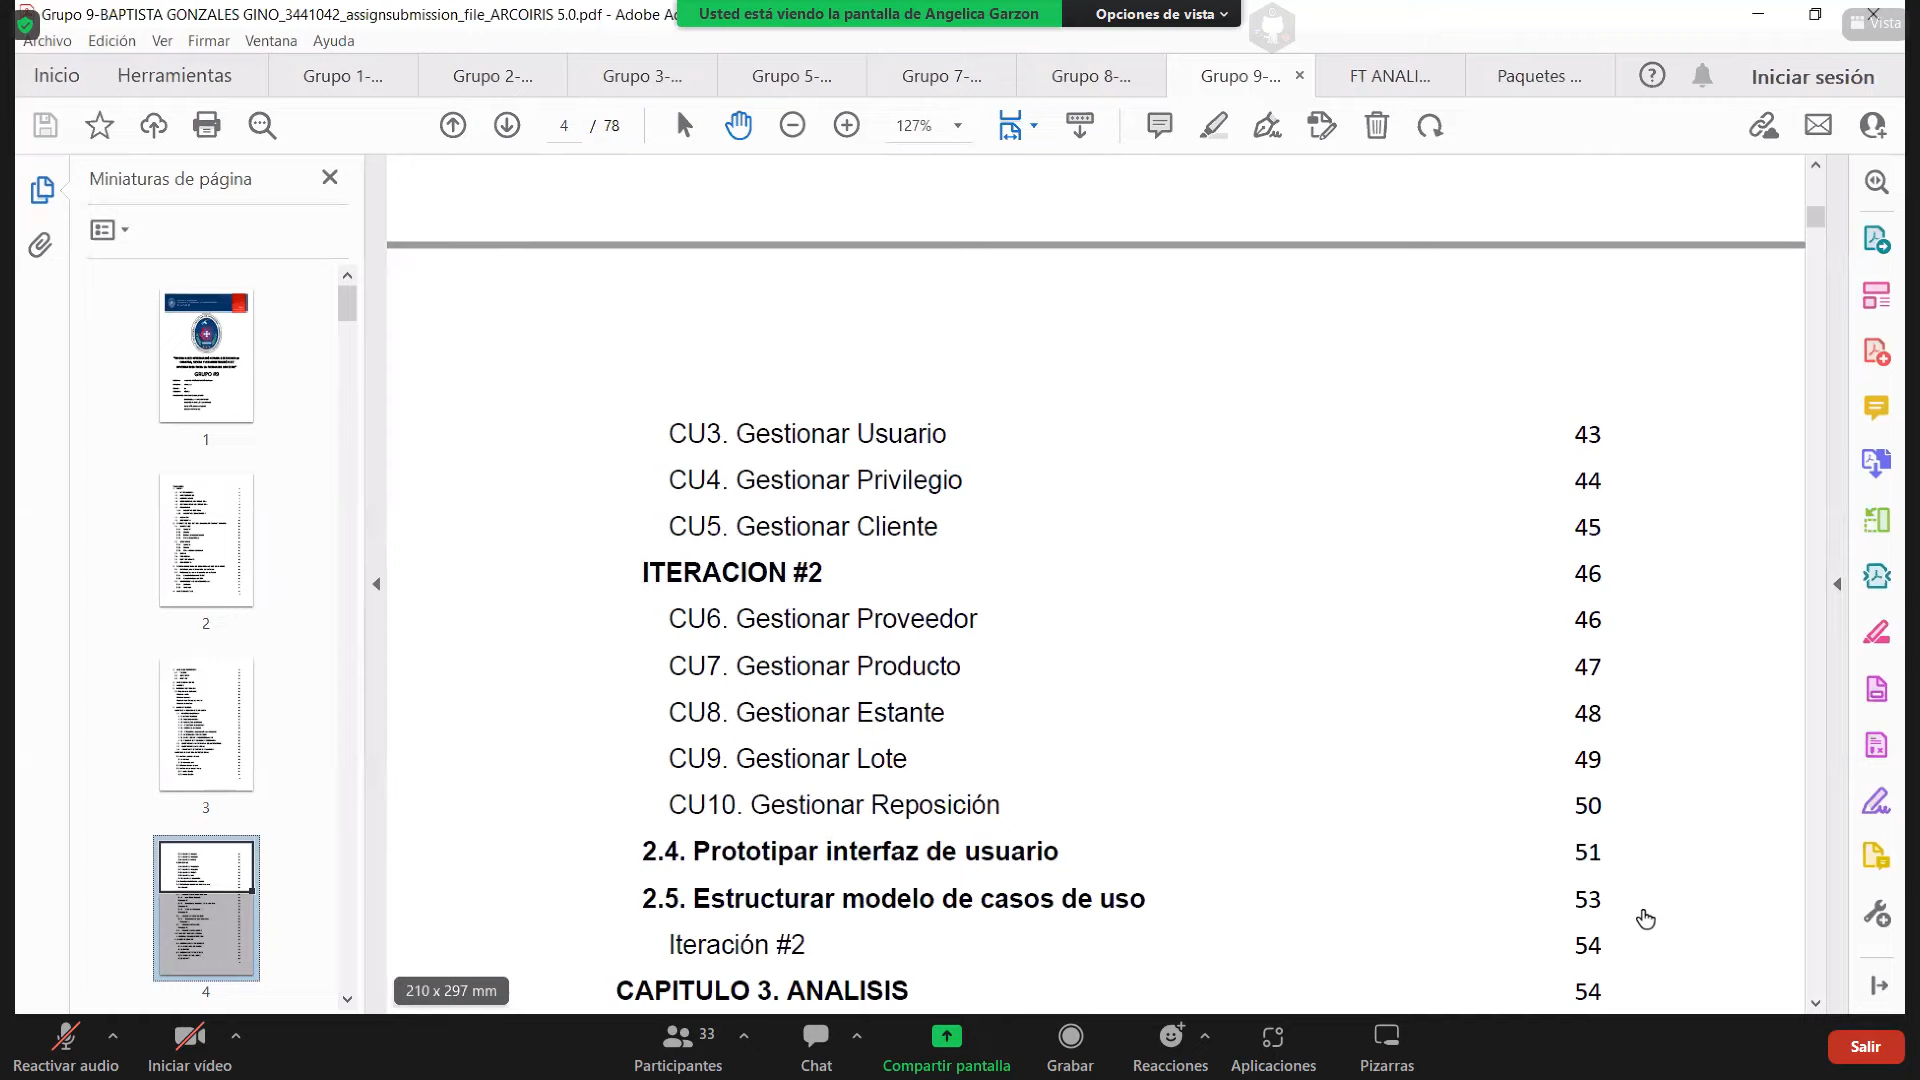 Grupo 9-BAPTISTA GONZALES GINO_3441042_assignsubmission_file_ARCOIRIS 5.0.pdf - Adobe Ac
Usted está viendo la pantalla de Angelica Garzon
Opciones de vista
Vista
Archivo Edición Ver Firmar Ventana Ayuda
Inicio Herramientas Grupo 1-... Grupo 2-... Grupo 3-... Grupo 5-... Grupo 7-... Grupo 8-... Grupo 9-... FT ANALI... Paquetes ... Iniciar sesión
4 / 78 127%
Miniaturas de página
GRUPO #9
1
2
3
4
CU3. Gestionar Usuario 43
CU4. Gestionar Privilegio 44
CU5. Gestionar Cliente 45
ITERACION #2 46
CU6. Gestionar Proveedor 46
CU7. Gestionar Producto 47
CU8. Gestionar Estante 48
CU9. Gestionar Lote 49
CU10. Gestionar Reposición 50
2.4. Prototipar interfaz de usuario 51
2.5. Estructurar modelo de casos de uso 53
Iteración #2 54
CAPITULO 3. ANALISIS 54
210 x 297 mm
Reactivar audio Iniciar vídeo Participantes 33 Chat Compartir pantalla Grabar Reacciones Aplicaciones Pizarras Salir